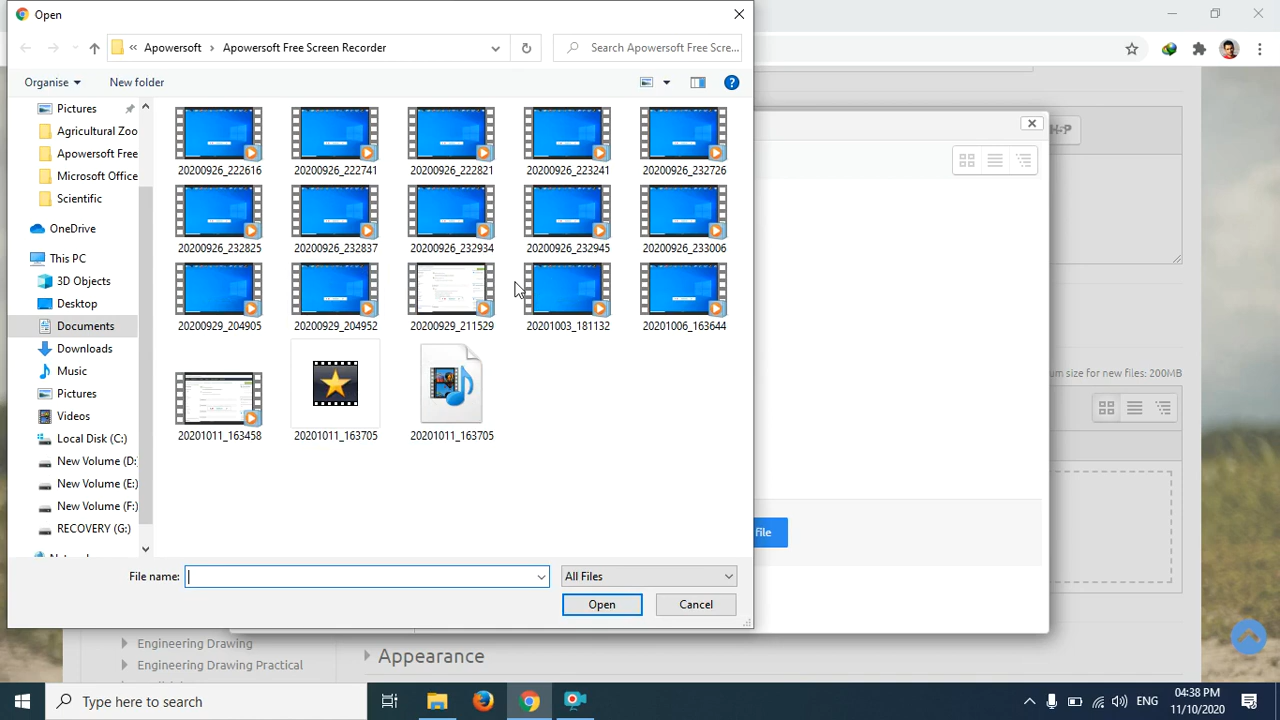 Open
« Apowersoft › Apowersoft Free Screen Recorder
Search Apowersoft Free Scre...
Organise
New folder
Pictures
Agricultural Zoo
Apowersoft Free
Microsoft Office
Scientific
OneDrive
This PC
3D Objects
Desktop
Documents
Downloads
Music
Pictures
Videos
Local Disk (C:)
New Volume (D:
New Volume (E:)
New Volume (F:)
RECOVERY (G:)
20200926_222616 20200926_222741 20200926_222821 20200926_223241 20200926_232726
20200926_232825 20200926_232837 20200926_232934 20200926_232945 20200926_233006
20200929_204905 20200929_204952 20200929_211529 20201003_181132 20201006_163644
20201011_163458 20201011_163705 20201011_163705
File name:
All Files
Open
Cancel
H-P
um size for new files: 200MB
file
Engineering Drawing
Engineering Drawing Practical
Appearance
Type here to search
ENG
04:38 PM
11/10/2020